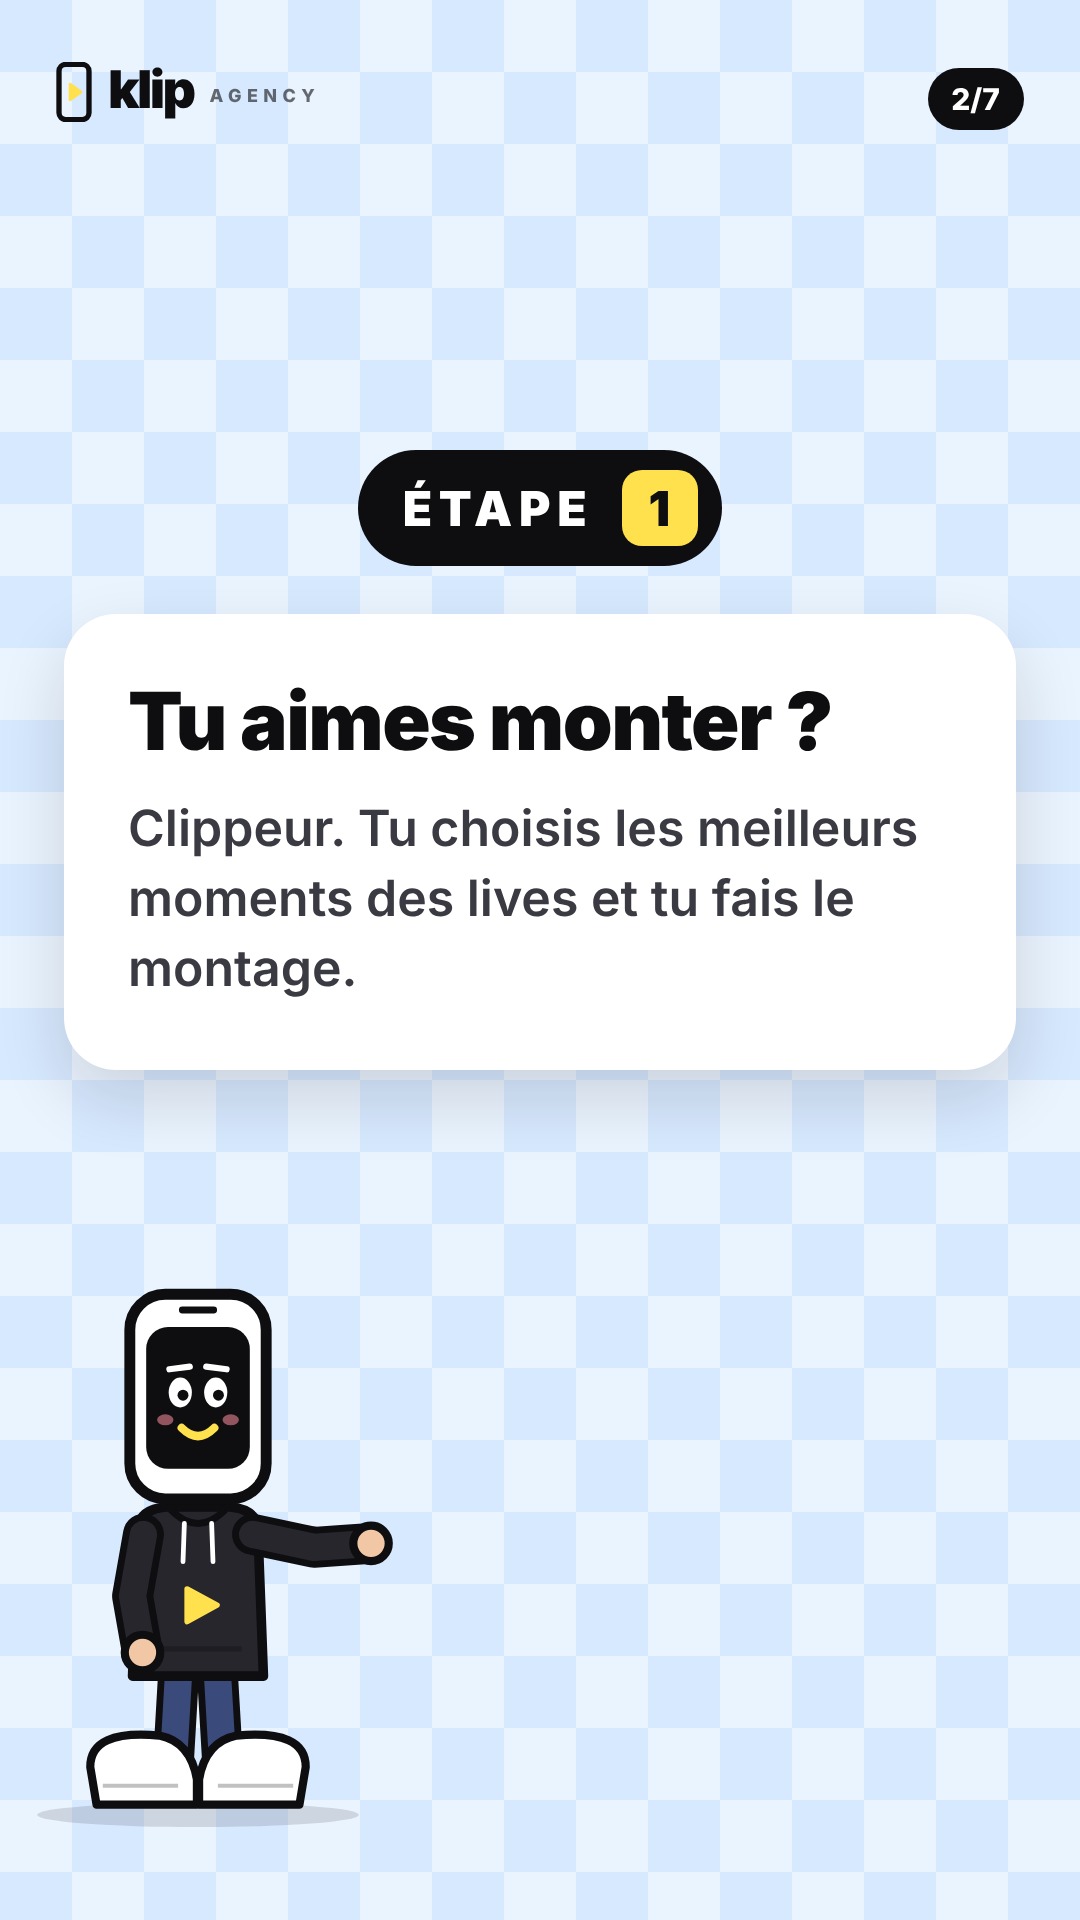 klip AGENCY
2/7
ÉTAPE 1
Tu aimes monter ?
Clippeur. Tu choisis les meilleurs
moments des lives et tu fais le
montage.